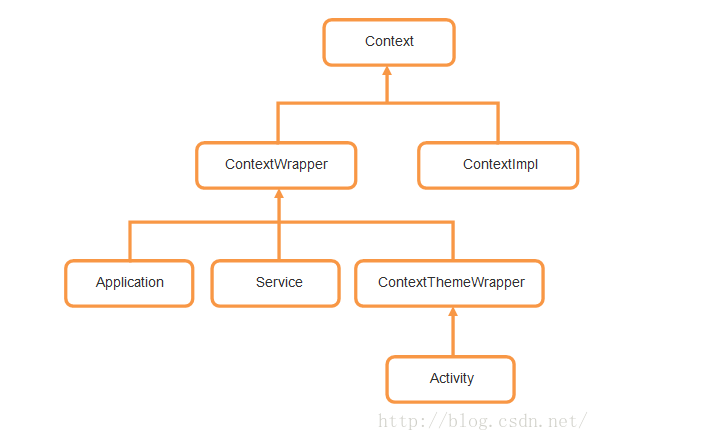 Context
ContextWrapper
ContextImpl
Application
Service
ContextThemeWrapper
Activity
http://blog.csdn.net/